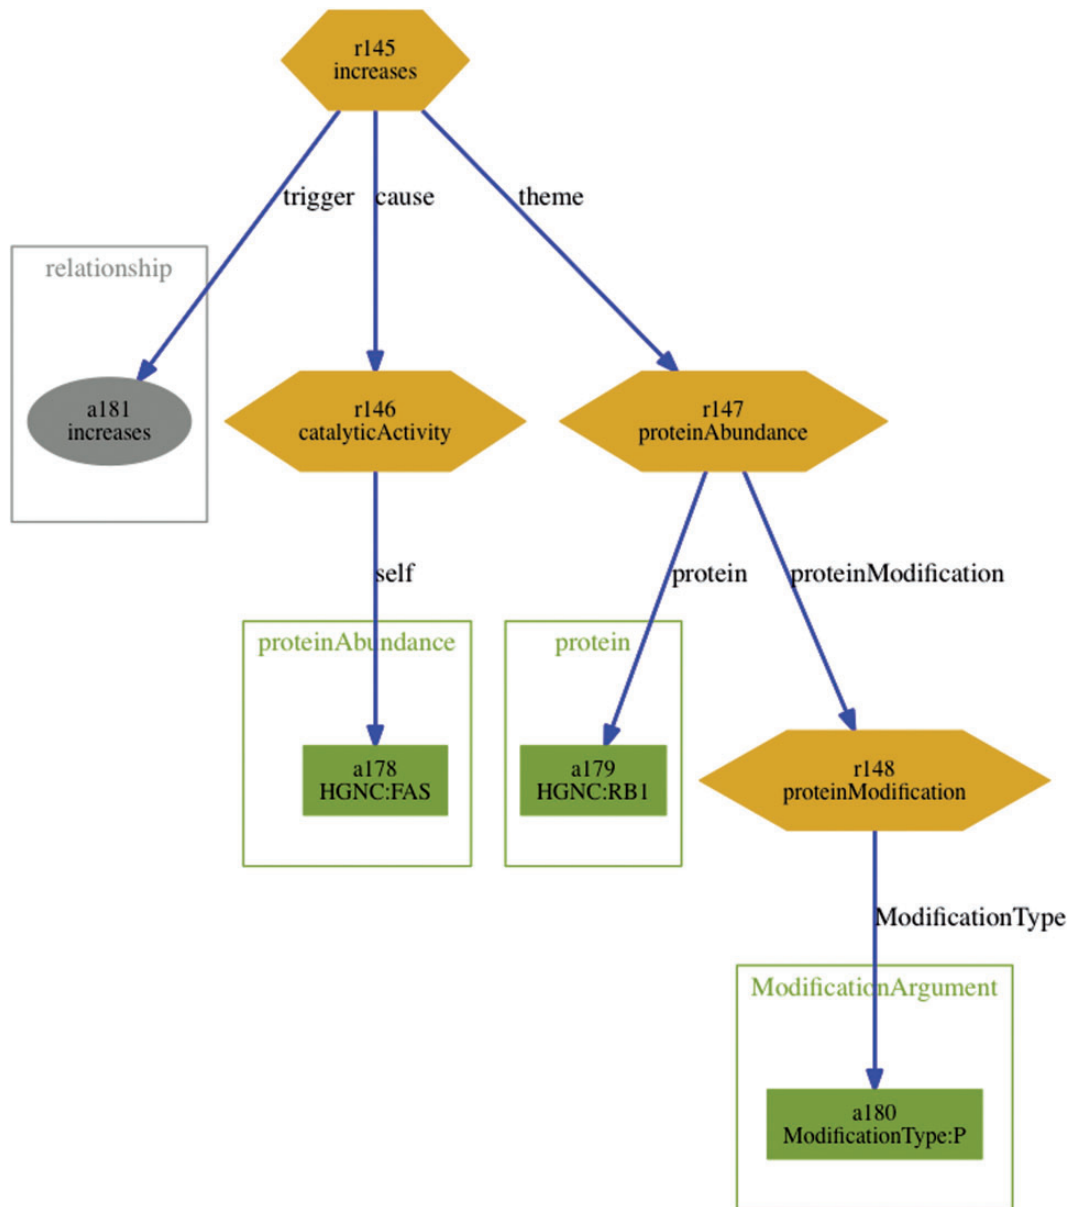 r145
increases
trigger
cause
theme
relationship
a181
increases
r146
catalyticActivity
r147
proteinAbundance
self
protein
proteinModification
proteinAbundance
protein
a178
HGNC:FAS
a179
HGNC:RB1
r148
proteinModification
ModificationType
ModificationArgument
a180
ModificationType:P